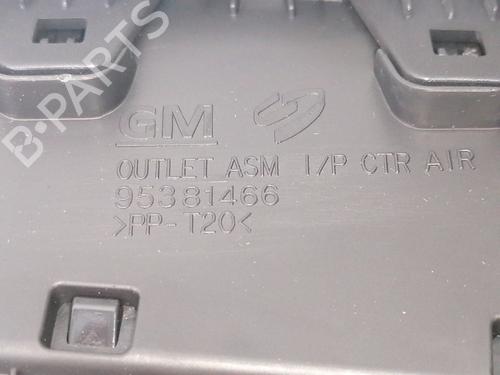 B-PARTS
GM
OUTLET ASM I/P CTR AIR
95381466
>PP-T20<